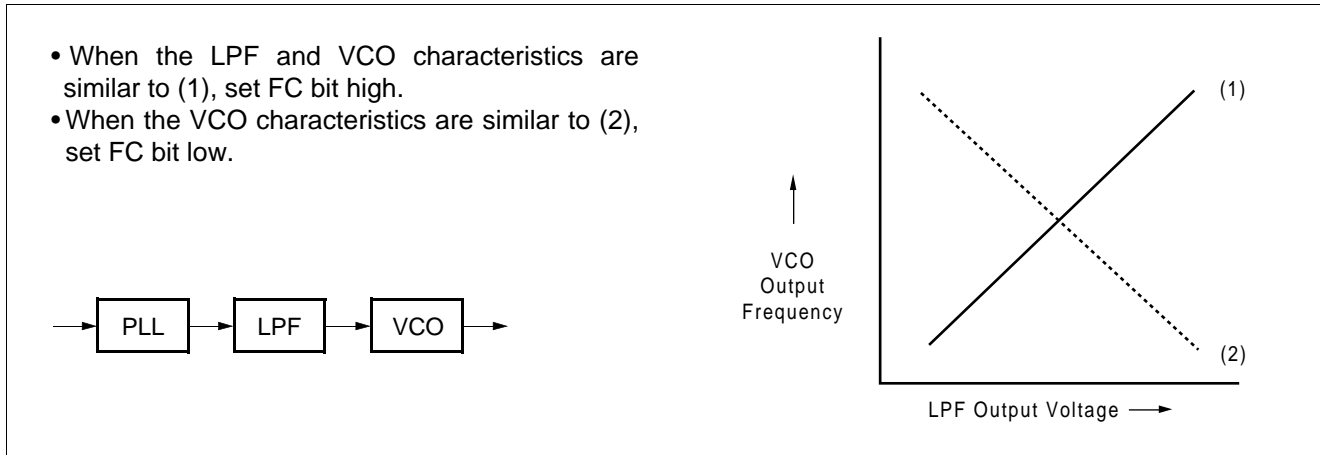 • When the LPF and VCO characteristics are
similar to (1), set FC bit high.
• When the VCO characteristics are similar to (2),
set FC bit low.
PLL
LPF
VCO
VCO
Output
Frequency
(1)
(2)
LPF Output Voltage